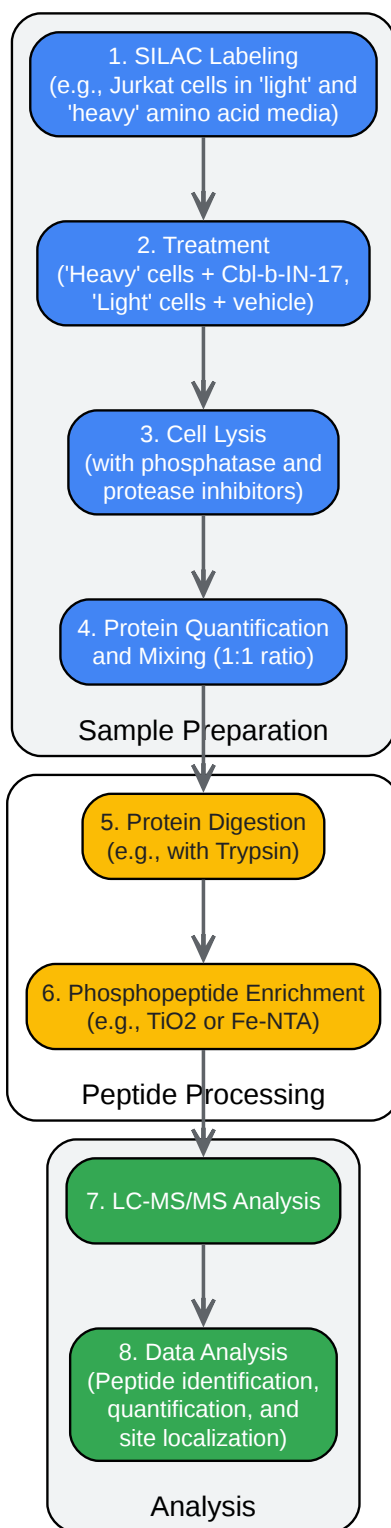 1. SILAC Labeling
(e.g., Jurkat cells in 'light' and
'heavy' amino acid media)
2. Treatment
('Heavy' cells + Cbl-b-IN-17,
'Light' cells + vehicle)
3. Cell Lysis
(with phosphatase and
protease inhibitors)
4. Protein Quantification
and Mixing (1:1 ratio)
Sample Preparation
5. Protein Digestion
(e.g., with Trypsin)
6. Phosphopeptide Enrichment
(e.g., TiO2 or Fe-NTA)
Peptide Processing
7. LC-MS/MS Analysis
8. Data Analysis
(Peptide identification,
quantification, and
site localization)
Analysis